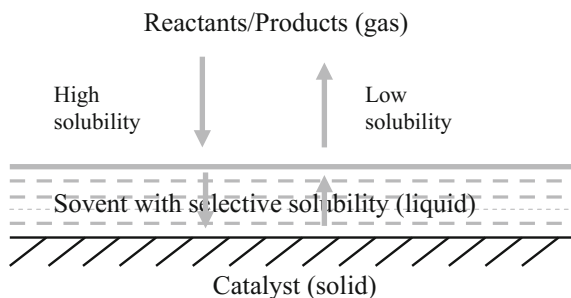 Reactants/Products (gas)
High
solubility
Low
solubility
Sovent with selective solubility (liquid)
Catalyst (solid)